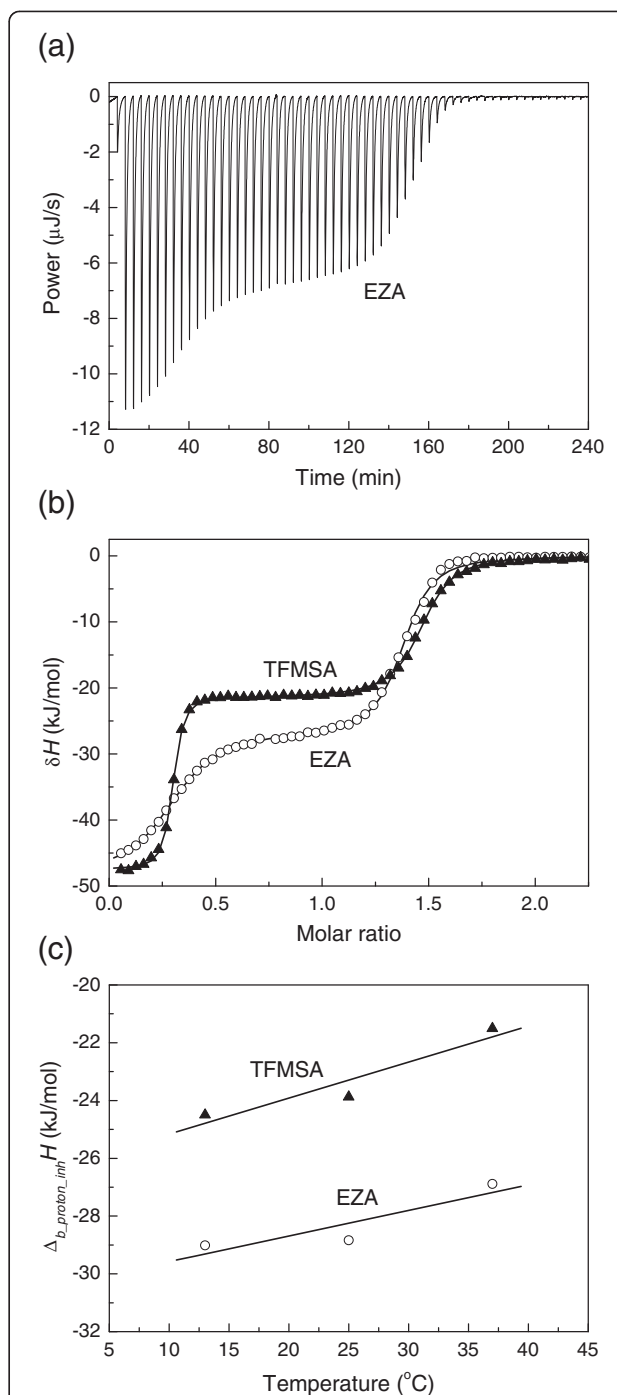 (a)
0
-2
-4
-6
-8
-10
-12
Power (μJ/s)
EZA
0 40 80 120 160 200 240
Time (min)
(b)
0
-10
-20
-30
-40
-50
δH (kJ/mol)
TFMSA
EZA
0.0 0.5 1.0 1.5 2.0
Molar ratio
(c)
-20
-22
-24
-26
-28
-30
-32
Δb_proton_inhH (kJ/mol)
TFMSA
EZA
5 10 15 20 25 30 35 40 45
Temperature (°C)